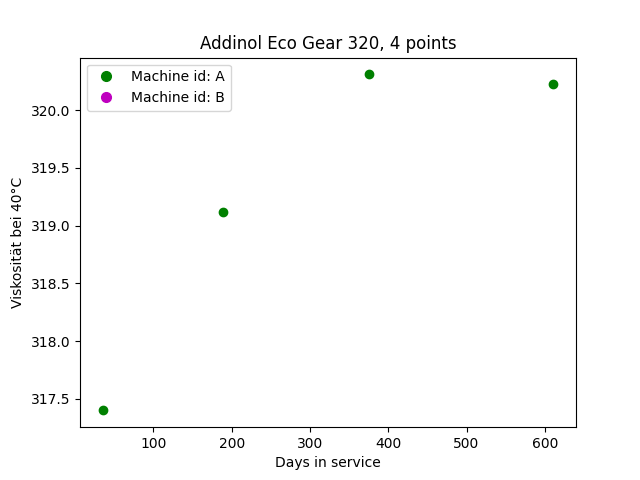 Addinol Eco Gear 320, 4 points
Machine id: A
Machine id: B
Viskosität bei 40°C
320.0
319.5
319.0
318.5
318.0
317.5
100
200
300
400
500
600
Days in service